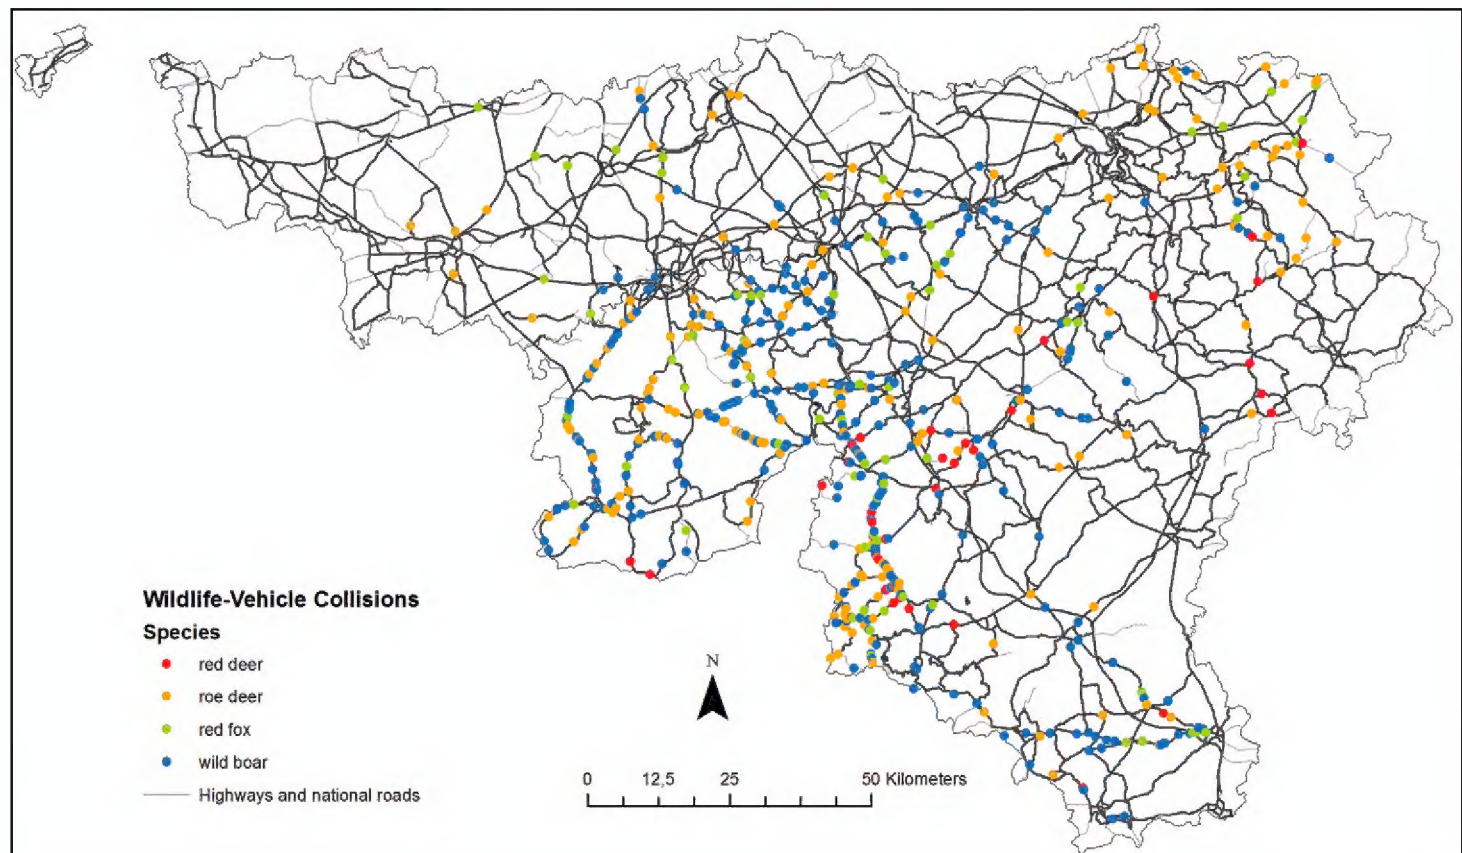 Wildlife-Vehicle Collisions
Species
red deer
roe deer
red fox
wild boar
Highways and national roads
N
0 12,5 25 50 Kilometers